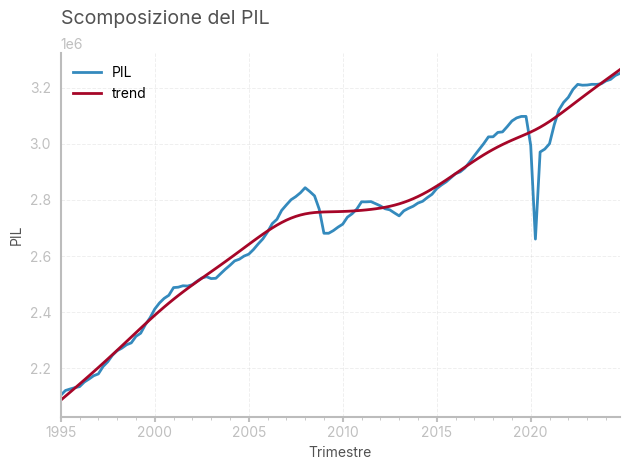 Scomposizione del PIL
1e6
PIL
trend
3.2
3.0
2.8
2.6
2.4
2.2
PIL
1995 2000 2005 2010 2015 2020
Trimestre